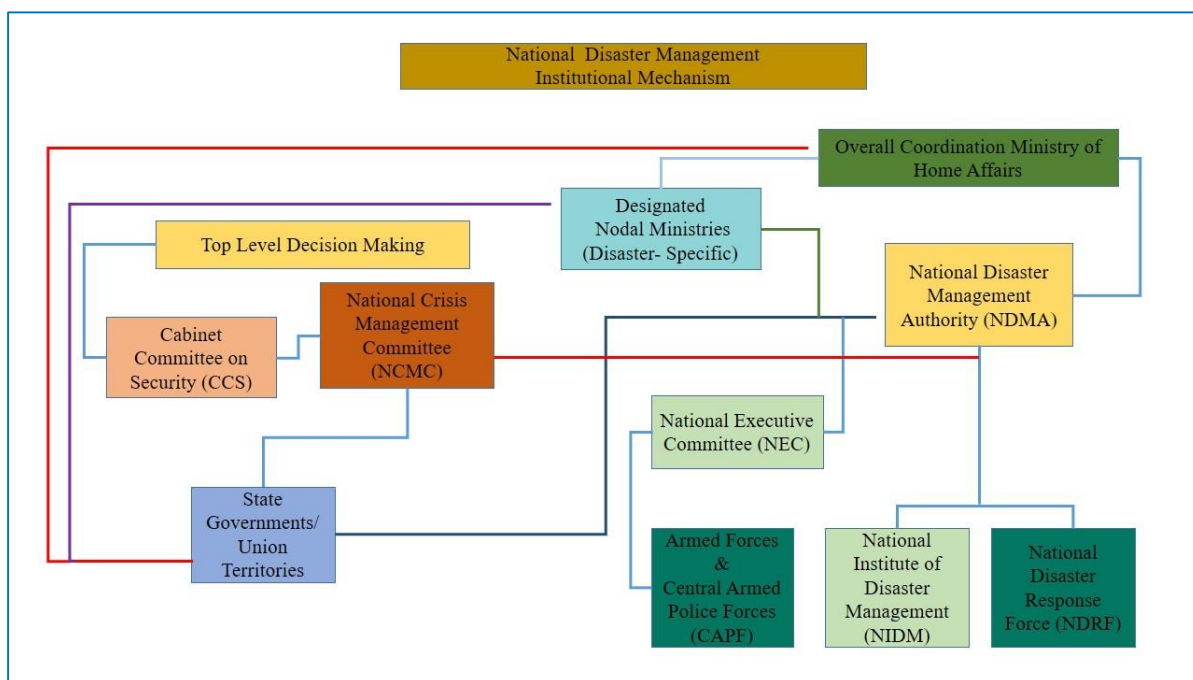 National Disaster Management
Institutional Mechanism
Overall Coordination Ministry of
Home Affairs
Designated
Nodal Ministries
(Disaster- Specific)
Top Level Decision Making
National Disaster
Management
Authority (NDMA)
National Crisis
Management
Committee
(NCMC)
Cabinet
Committee on
Security (CCS)
National Executive
Committee (NEC)
State
Governments/
Union
Territories
Armed Forces
&
Central Armed
Police Forces
(CAPF)
National
Institute of
Disaster
Management
(NIDM)
National
Disaster
Response
Force (NDRF)